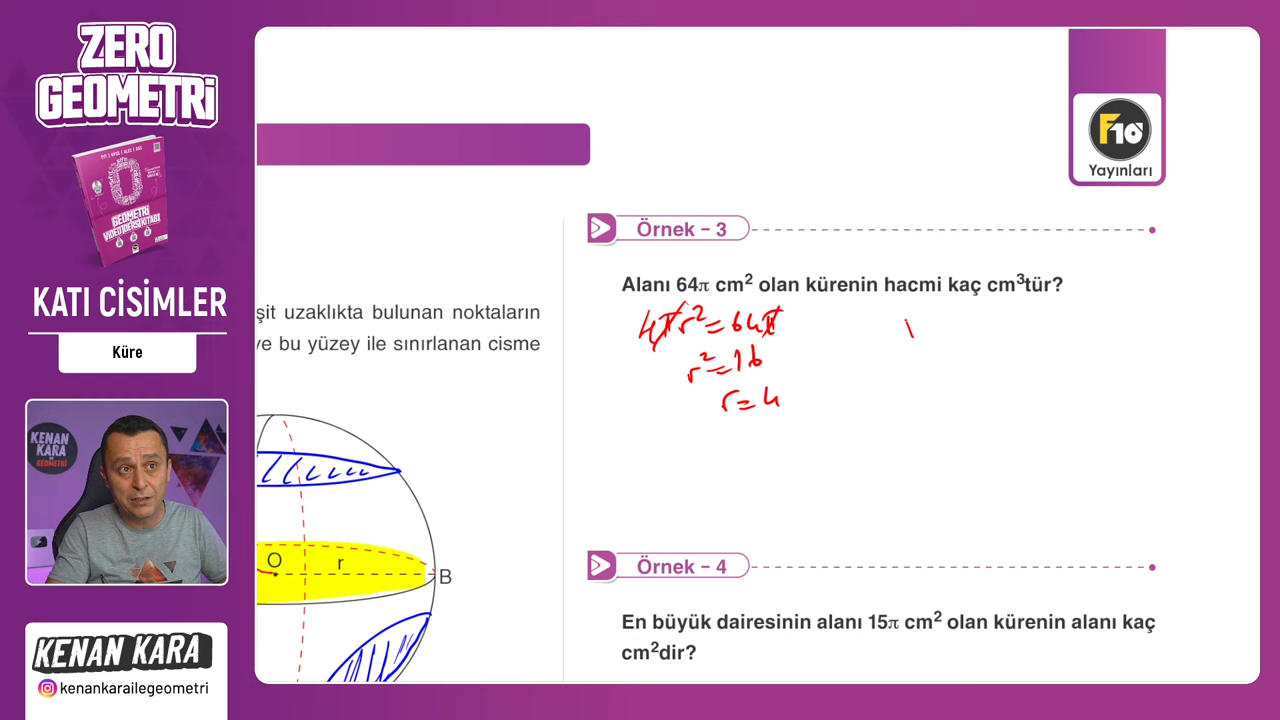 ZERO
GEOMETRİ
GEOMETRİ
VIDEO DERS KİTABI
KATI CİSİMLER
Küre
KENAN
KARA
GEOMETRİ
KENAN KARA
kenankarailegeometri
şit uzaklıkta bulunan noktaların
ve bu yüzey ile sınırlanan cisme
O
r
B
F10
Yayınları
Örnek – 3
Alanı 64π cm² olan kürenin hacmi kaç cm³tür?
4πr² = 64π
r² = 16
r = 4
Örnek – 4
En büyük dairesinin alanı 15π cm² olan kürenin alanı kaç
cm²dir?